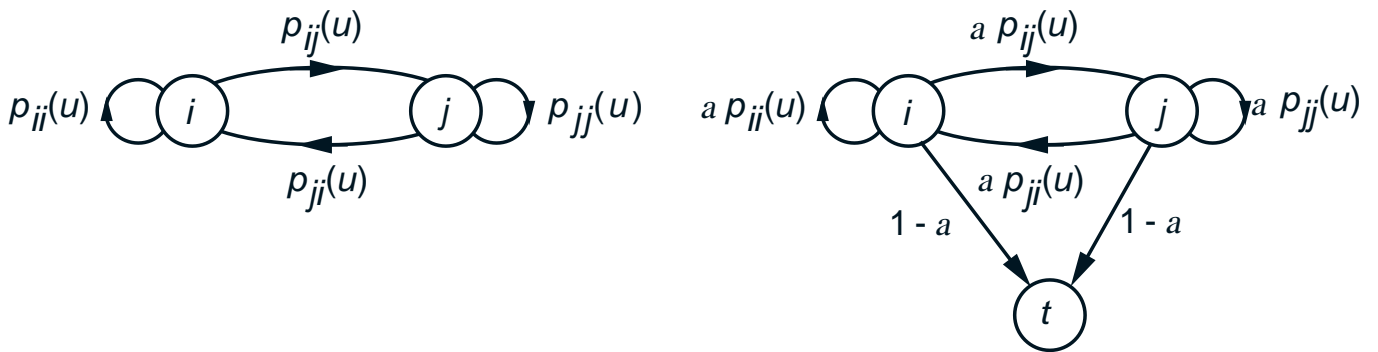 p_ij(u)
p_ii(u) i j p_jj(u)
p_ji(u)
a p_ij(u)
a p_ii(u) i j a p_jj(u)
a p_ji(u)
1 - a 1 - a
t